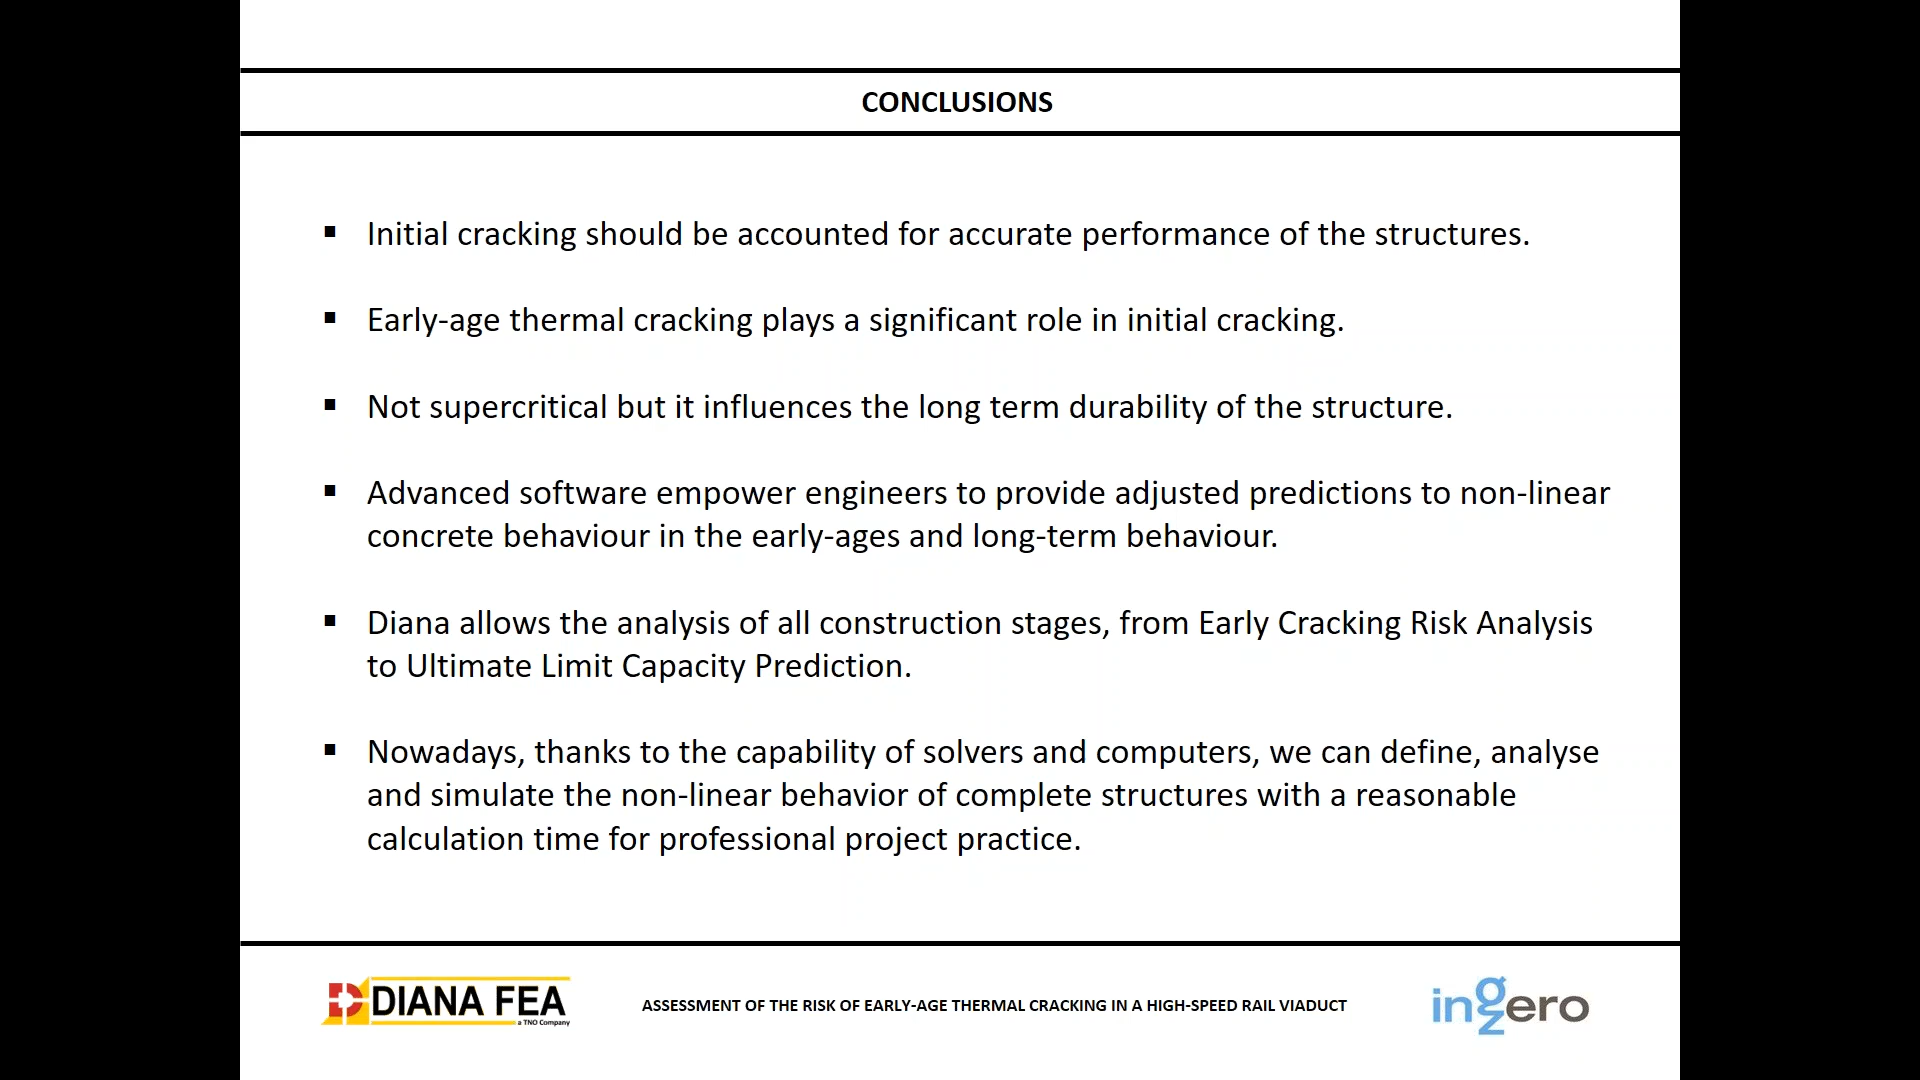 CONCLUSIONS
▪ Initial cracking should be accounted for accurate performance of the structures.
▪ Early-age thermal cracking plays a significant role in initial cracking.
▪ Not supercritical but it influences the long term durability of the structure.
▪ Advanced software empower engineers to provide adjusted predictions to non-linear
concrete behaviour in the early-ages and long-term behaviour.
▪ Diana allows the analysis of all construction stages, from Early Cracking Risk Analysis
to Ultimate Limit Capacity Prediction.
▪ Nowadays, thanks to the capability of solvers and computers, we can define, analyse
and simulate the non-linear behavior of complete structures with a reasonable
calculation time for professional project practice.
DIANA FEA
a TNO Company
ASSESSMENT OF THE RISK OF EARLY-AGE THERMAL CRACKING IN A HIGH-SPEED RAIL VIADUCT
ingzero